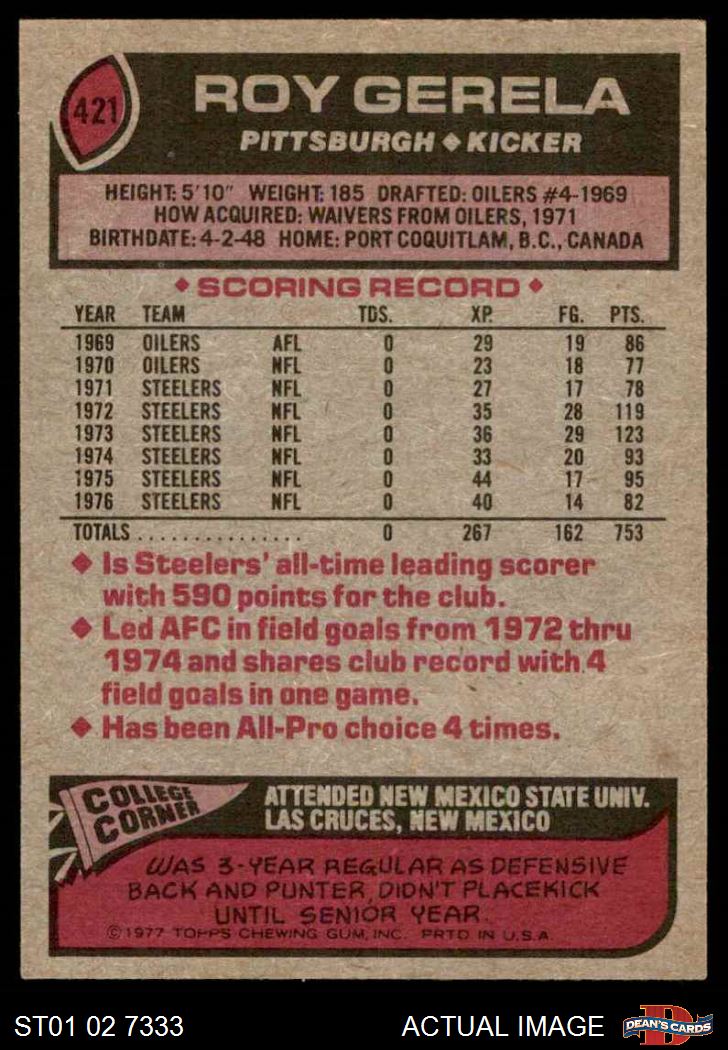 421
ROY GERELA
PITTSBURGH ◆ KICKER
HEIGHT: 5'10" WEIGHT: 185 DRAFTED: OILERS #4-1969
HOW ACQUIRED: WAIVERS FROM OILERS, 1971
BIRTHDATE: 4-2-48 HOME: PORT COQUITLAM, B.C., CANADA
◆ SCORING RECORD ◆
YEAR TEAM TDS. XP. FG. PTS.
1969 OILERS AFL 0 29 19 86
1970 OILERS NFL 0 23 18 77
1971 STEELERS NFL 0 27 17 78
1972 STEELERS NFL 0 35 28 119
1973 STEELERS NFL 0 36 29 123
1974 STEELERS NFL 0 33 20 93
1975 STEELERS NFL 0 44 17 95
1976 STEELERS NFL 0 40 14 82
TOTALS ................ 0 267 162 753
◆ Is Steelers' all-time leading scorer
with 590 points for the club.
◆ Led AFC in field goals from 1972 thru
1974 and shares club record with 4
field goals in one game.
◆ Has been All-Pro choice 4 times.
COLLEGE
CORNER
ATTENDED NEW MEXICO STATE UNIV.
LAS CRUCES, NEW MEXICO
WAS 3-YEAR REGULAR AS DEFENSIVE
BACK AND PUNTER, DIDN'T PLACEKICK
UNTIL SENIOR YEAR.
©1977 TOPPS CHEWING GUM, INC. PRTD IN U.S.A.
ST01 02 7333
ACTUAL IMAGE
D
DEAN'S CARDS